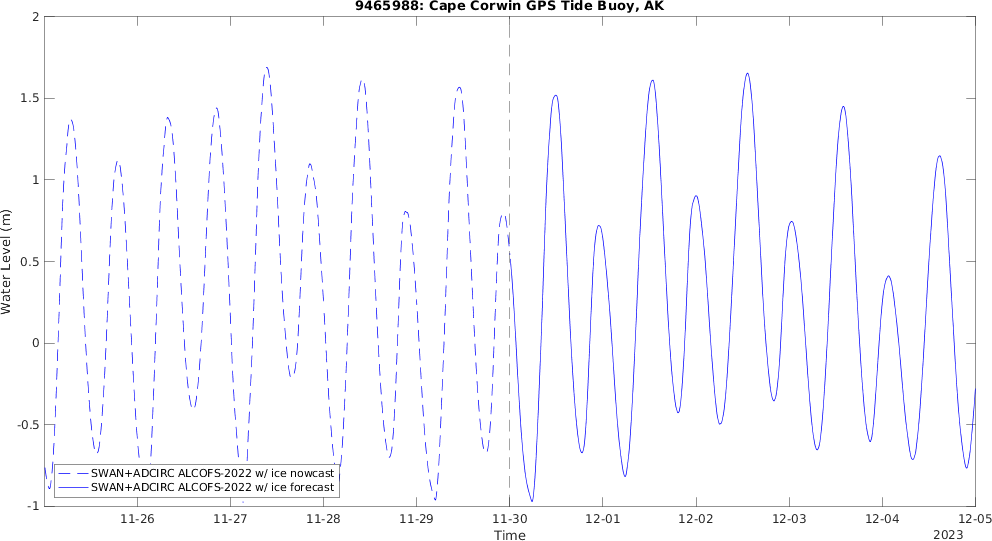 9465988: Cape Corwin GPS Tide Buoy, AK
2
1.5
1
0.5
0
-0.5
-1
Water Level (m)
SWAN+ADCIRC ALCOFS-2022 w/ ice nowcast
SWAN+ADCIRC ALCOFS-2022 w/ ice forecast
11-26 11-27 11-28 11-29 11-30 12-01 12-02 12-03 12-04 12-05
Time
2023